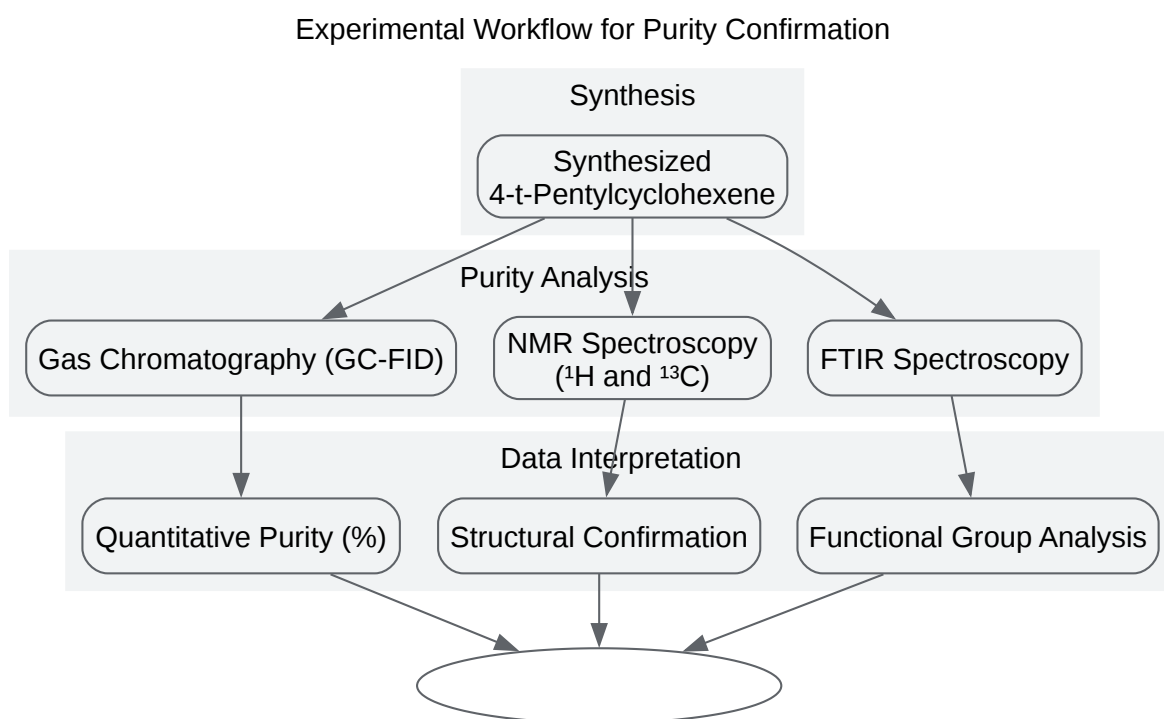 Experimental Workflow for Purity Confirmation
Synthesis
Synthesized
4-t-Pentylcyclohexene
Purity Analysis
Gas Chromatography (GC-FID)
NMR Spectroscopy
(¹H and ¹³C)
FTIR Spectroscopy
Data Interpretation
Quantitative Purity (%)
Structural Confirmation
Functional Group Analysis